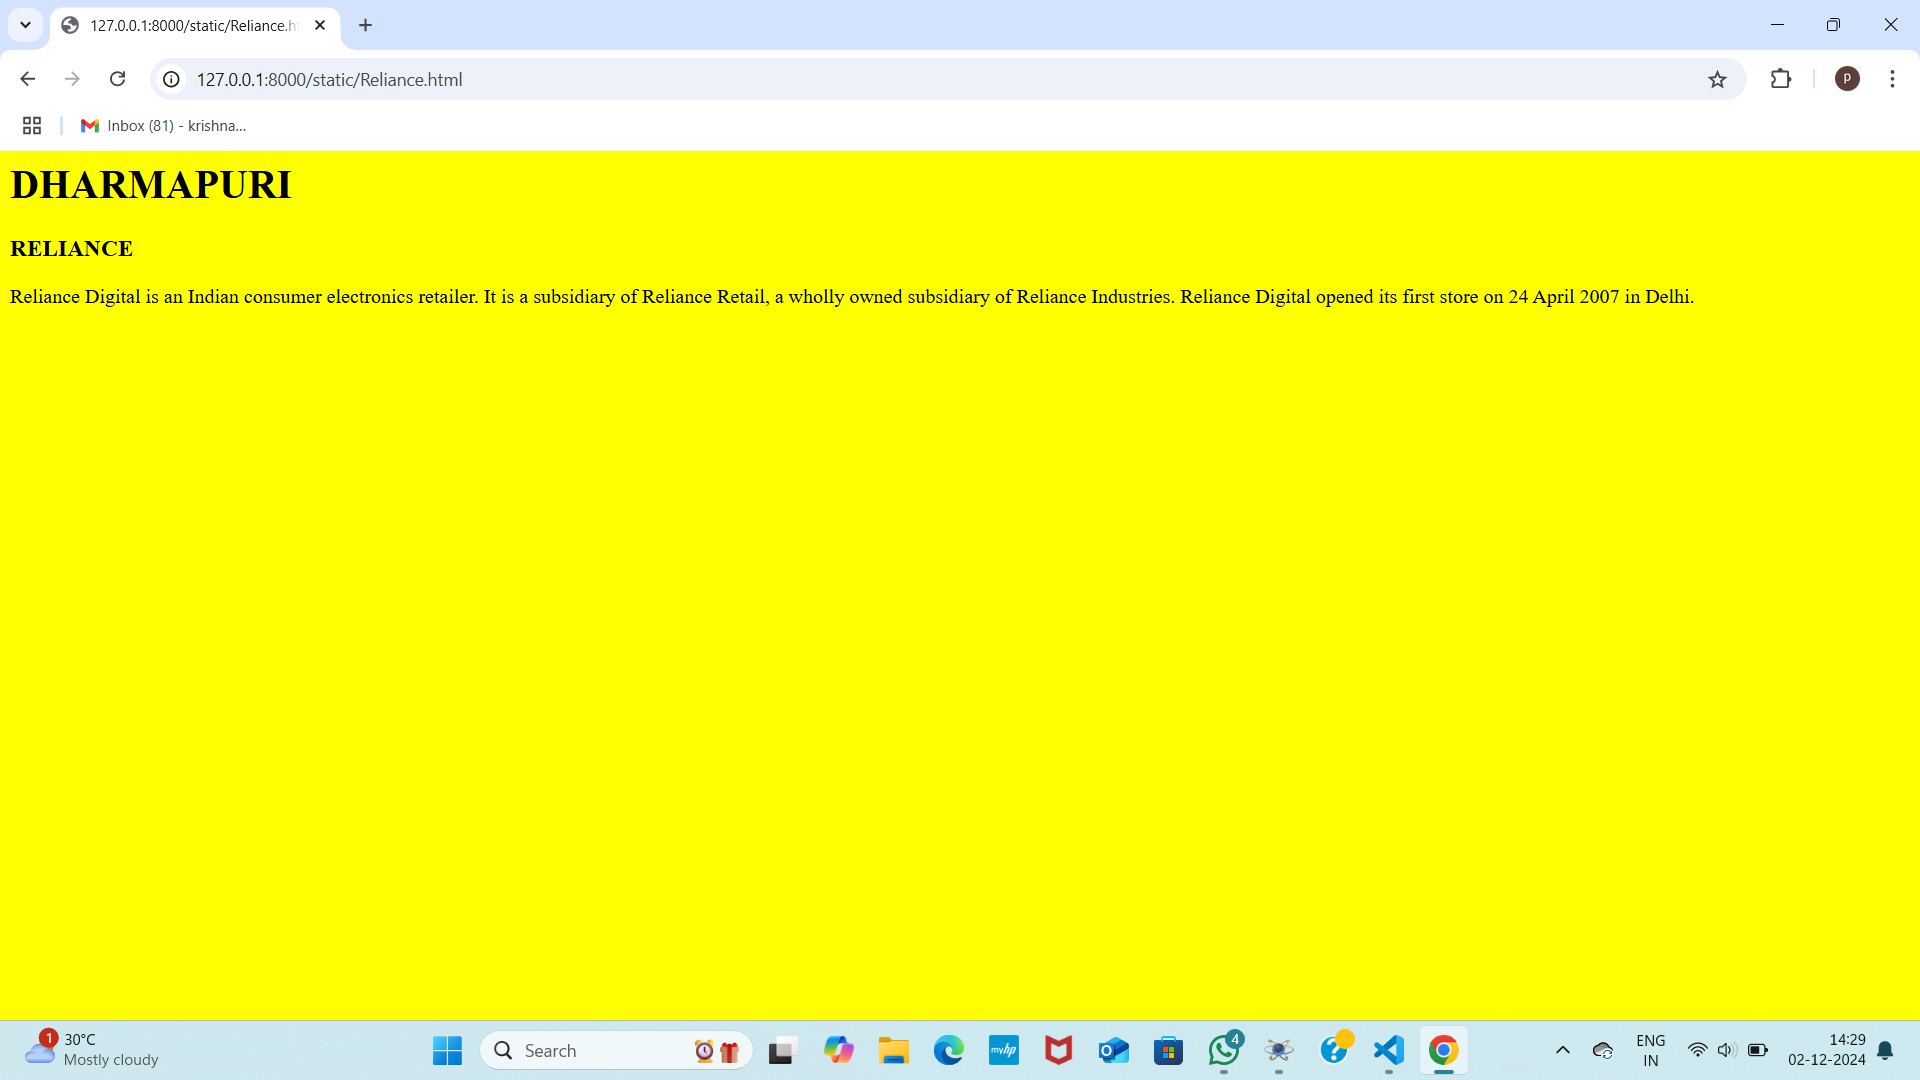 127.0.0.1:8000/static/Reliance.h
127.0.0.1:8000/static/Reliance.html
P
Inbox (81) - krishna...
DHARMAPURI
RELIANCE
Reliance Digital is an Indian consumer electronics retailer. It is a subsidiary of Reliance Retail, a wholly owned subsidiary of Reliance Industries. Reliance Digital opened its first store on 24 April 2007 in Delhi.
1
30°C
Mostly cloudy
Search
myhp
4
ENG
IN
14:29
02-12-2024